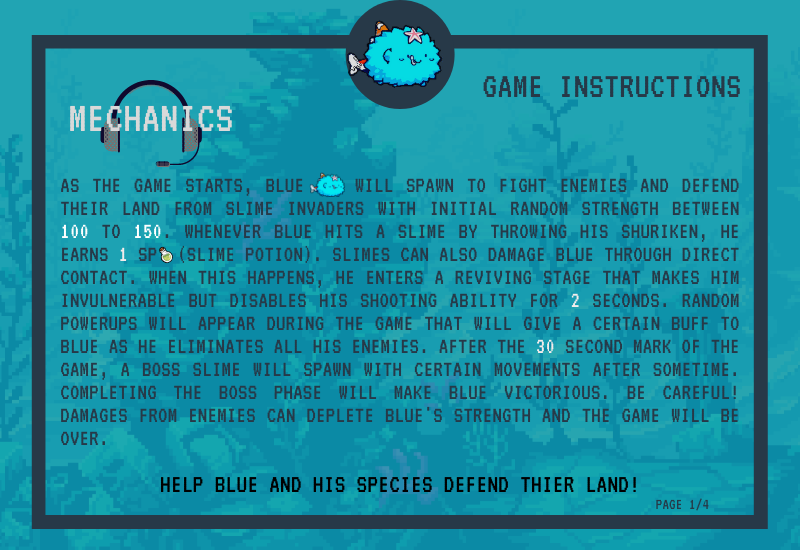 GAME INSTRUCTIONS
MECHANICS
AS THE GAME STARTS, BLUE WILL SPAWN TO FIGHT ENEMIES AND DEFEND
THEIR LAND FROM SLIME INVADERS WITH INITIAL RANDOM STRENGTH BETWEEN
100 TO 150. WHENEVER BLUE HITS A SLIME BY THROWING HIS SHURIKEN, HE
EARNS 1 SP (SLIME POTION). SLIMES CAN ALSO DAMAGE BLUE THROUGH DIRECT
CONTACT. WHEN THIS HAPPENS, HE ENTERS A REVIVING STAGE THAT MAKES HIM
INVULNERABLE BUT DISABLES HIS SHOOTING ABILITY FOR 2 SECONDS. RANDOM
POWERUPS WILL APPEAR DURING THE GAME THAT WILL GIVE A CERTAIN BUFF TO
BLUE AS HE ELIMINATES ALL HIS ENEMIES. AFTER THE 30 SECOND MARK OF THE
GAME, A BOSS SLIME WILL SPAWN WITH CERTAIN MOVEMENTS AFTER SOMETIME.
COMPLETING THE BOSS PHASE WILL MAKE BLUE VICTORIOUS. BE CAREFUL!
DAMAGES FROM ENEMIES CAN DEPLETE BLUE'S STRENGTH AND THE GAME WILL BE
OVER.
HELP BLUE AND HIS SPECIES DEFEND THIER LAND!
PAGE 1/4